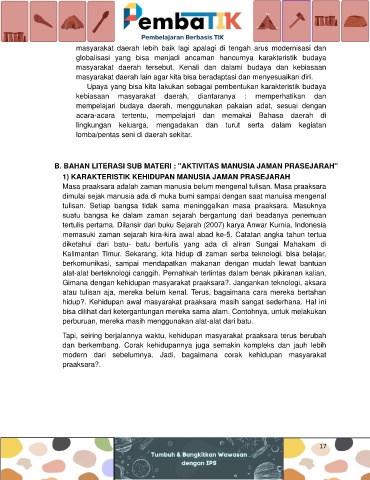 PembaTIK
Pembelajaran Berbasis TIK
masyarakat daerah lebih baik lagi apalagi di tengah arus modernisasi dan
globalisasi yang bisa menjadi ancaman hancurnya karakteristik budaya
masyarakat daerah tersebut. Kenali dan dalami budaya dan kebiasaan
masyarakat daerah lain agar kita bisa beradaptasi dan menyesuaikan diri.
Upaya yang bisa kita lakukan sebagai pembentukan karakteristik budaya
kebiasaan masyarakat daerah, diantaranya : memperhatikan dan
mempelajari budaya daerah, menggunakan pakaian adat, sesuai dengan
acara-acara tertentu, mempelajari dan memakai Bahasa daerah di
lingkungan keluarga, mengadakan dan turut serta dalam kegiatan
lomba/pentas seni di daerah sekitar.
B. BAHAN LITERASI SUB MATERI : "AKTIVITAS MANUSIA JAMAN PRASEJARAH"
1) KARAKTERISTIK KEHIDUPAN MANUSIA JAMAN PRASEJARAH
Masa praaksara adalah zaman manusia belum mengenal tulisan. Masa praaksara
dimulai sejak manusia ada di muka bumi sampai dengan saat manuisa mengenal
tulisan. Setiap bangsa tidak sama meninggalkan masa praaksara. Masuknya
suatu bangsa ke dalam zaman sejarah bergantung dari beadanya penemuan
tertulis pertama. Dilansir dari buku Sejarah (2007) karya Anwar Kurnia, Indonesia
memasuki zaman sejarah kira-kira awal abad ke-5. Catatan angka tahun tertua
diketahui dari batu- batu bertulis yang ada di aliran Sungai Mahakam di
Kalimantan Timur. Sekarang, kita hidup di zaman serba teknologi. bisa belajar,
berkomunikasi, sampai mendapatkan makanan dengan mudah lewat bantuan
alat-alat berteknologi canggih. Pernahkah terlintas dalam benak pikiranan kalian,
Gimana dengan kehidupan masyarakat praaksara?. Jangankan teknologi, aksara
atau tulisan aja, mereka belum kenal. Terus, bagaimana cara mereka bertahan
hidup?. Kehidupan awal masyarakat praaksara masih sangat sederhana. Hal ini
bisa dilihat dari ketergantungan mereka sama alam. Contohnya, untuk melakukan
perburuan, mereka masih menggunakan alat-alat dari batu.
Tapi, seiring berjalannya waktu, kehidupan masyarakat praaksara terus berubah
dan berkembang. Corak kehidupannya juga semakin kompleks dan jauh lebih
modern dari sebelumnya. Jadi, bagaimana corak kehidupan masyarakat
praaksara?.
17
Tumbuh & Bangkitkan Wawasan
dengan IPS